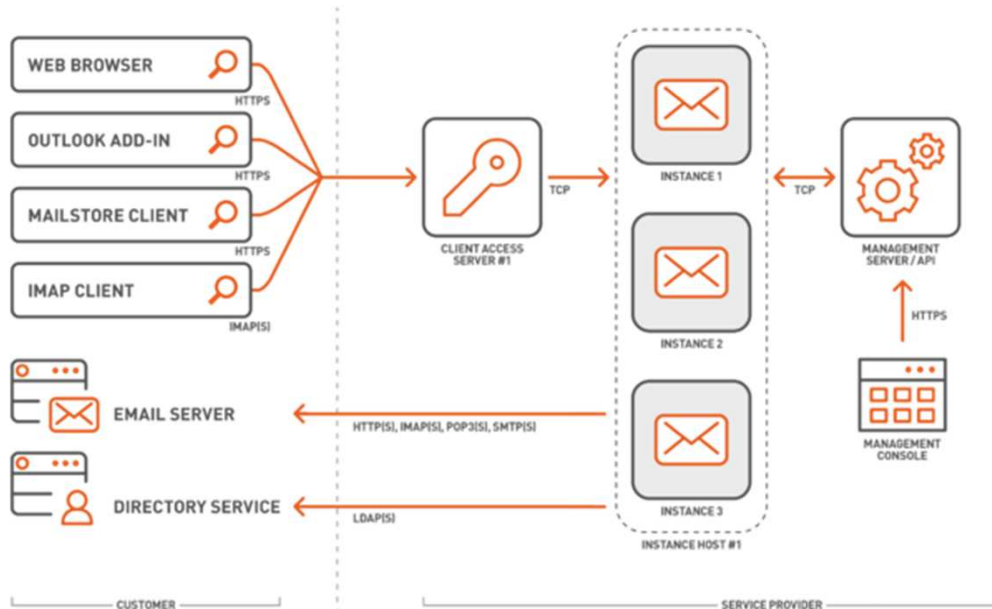 WEB BROWSER
HTTPS
OUTLOOK ADD-IN
HTTPS
MAILSTORE CLIENT
HTTPS
IMAP CLIENT
IMAP(S)
EMAIL SERVER
DIRECTORY SERVICE
CLIENT ACCESS
SERVER #1
TCP
HTTP(S), IMAP(S), POP3(S), SMTP(S)
LDAP(S)
INSTANCE 1
INSTANCE 2
INSTANCE 3
INSTANCE HOST #1
TCP
MANAGEMENT
SERVER / API
HTTPS
MANAGEMENT
CONSOLE
CUSTOMER
SERVICE PROVIDER